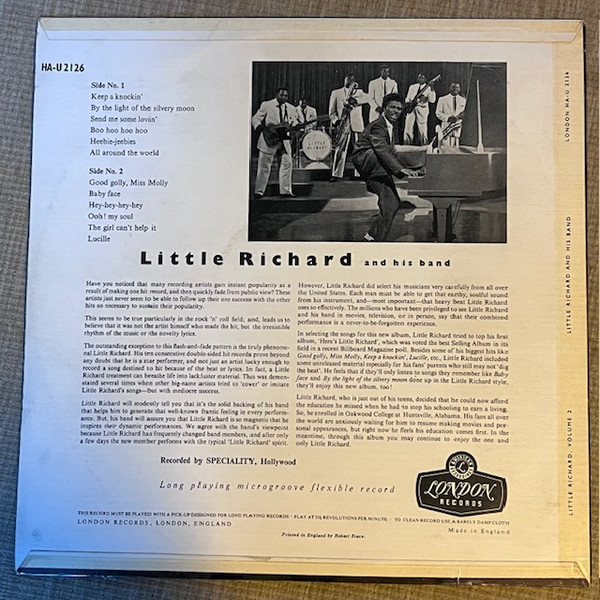 HA-U 2126
Side No. 1
Keep a knockin'
By the light of the silvery moon
Send me some lovin'
Boo hoo hoo hoo
Heebie-jeebies
All around the world
Side No. 2
Good golly, Miss Molly
Baby face
Hey-hey-hey-hey
Ooh! my soul
The girl can't help it
Lucille
LITTLE RICHARD
Little Richard and his band
Have you noticed that many recording artists gain instant popularity as a
result of making one hit record, and then quickly fade from public view? These
artists just never seem to be able to follow up their one success with the other
hits so necessary to sustain their popularity.
This seems to be true particularly in the rock 'n' roll field; and, leads us to
believe that it was not the artist himself who made the hit, but the irresistible
rhythm of the music or the novelty lyrics.
The outstanding exception to this flash-and-fade pattern is the truly phenome-
nal Little Richard. His ten consecutive double-sided hit records prove beyond
any doubt that he is a star performer, and not just an artist lucky enough to
record a song destined to hit because of the beat or lyrics. In fact, a Little
Richard treatment can breathe life into lackluster material. This was demon-
strated several times when other big-name artists tried to 'cover' or imitate
Little Richard's songs—but with mediocre success.
Little Richard will modestly tell you that it's the solid backing of his band
that helps him to generate that well-known frantic feeling in every perform-
ance. But, his band will assure you that Little Richard is so magnetic that he
inspires their dynamic performances. We agree with the band's viewpoint
because Little Richard has frequently changed band members, and after only
a few days the new member performs with the typical 'Little Richard' spirit.
However, Little Richard did select his musicians very carefully from all over
the United States. Each man must be able to get that earthy, soulful sound
from his instrument, and—most important—that heavy beat Little Richard
uses so effectively. The millions who have been privileged to see Little Richard
and his band in movies, television, or in person, say that their combined
performance is a never-to-be-forgotten experience.
In selecting the songs for this new album, Little Richard tried to top his first
album, 'Here's Little Richard', which was voted the best Selling Album in its
field in a recent Billboard Magazine poll. Besides some of his biggest hits like
Good golly, Miss Molly, Keep a knockin', Lucille, etc., Little Richard included
some unreleased material especially for his fans' parents who still may not 'dig
the beat'. He feels that if they'll only listen to songs they remember like Baby
face and By the light of the silvery moon done up in the Little Richard style,
they'll enjoy this new album, too!
Little Richard, who is just out of his teens, decided that he could now afford
the education he missed when he had to stop his schooling to earn a living.
So, he enrolled in Oakwood College at Huntsville, Alabama. His fans all over
the world are anxiously waiting for him to resume making movies and per-
sonal appearances, but right now he feels his education comes first. In the
meantime, through this album you may continue to enjoy the one and
only Little Richard.
Recorded by SPECIALITY, Hollywood
Long playing microgroove flexible record
LONDON
RECORDS
THIS RECORD MUST BE PLAYED WITH A PICK-UP DESIGNED FOR LONG PLAYING RECORDS · PLAY AT 33⅓ REVOLUTIONS PER MINUTE · TO CLEAN RECORD USE A BARELY DAMP CLOTH
LONDON RECORDS, LONDON, ENGLAND
Made in England
Printed in England by Robert Stace.
LONDON HA-U 2126
LITTLE RICHARD AND HIS BAND
LITTLE RICHARD, VOLUME 2